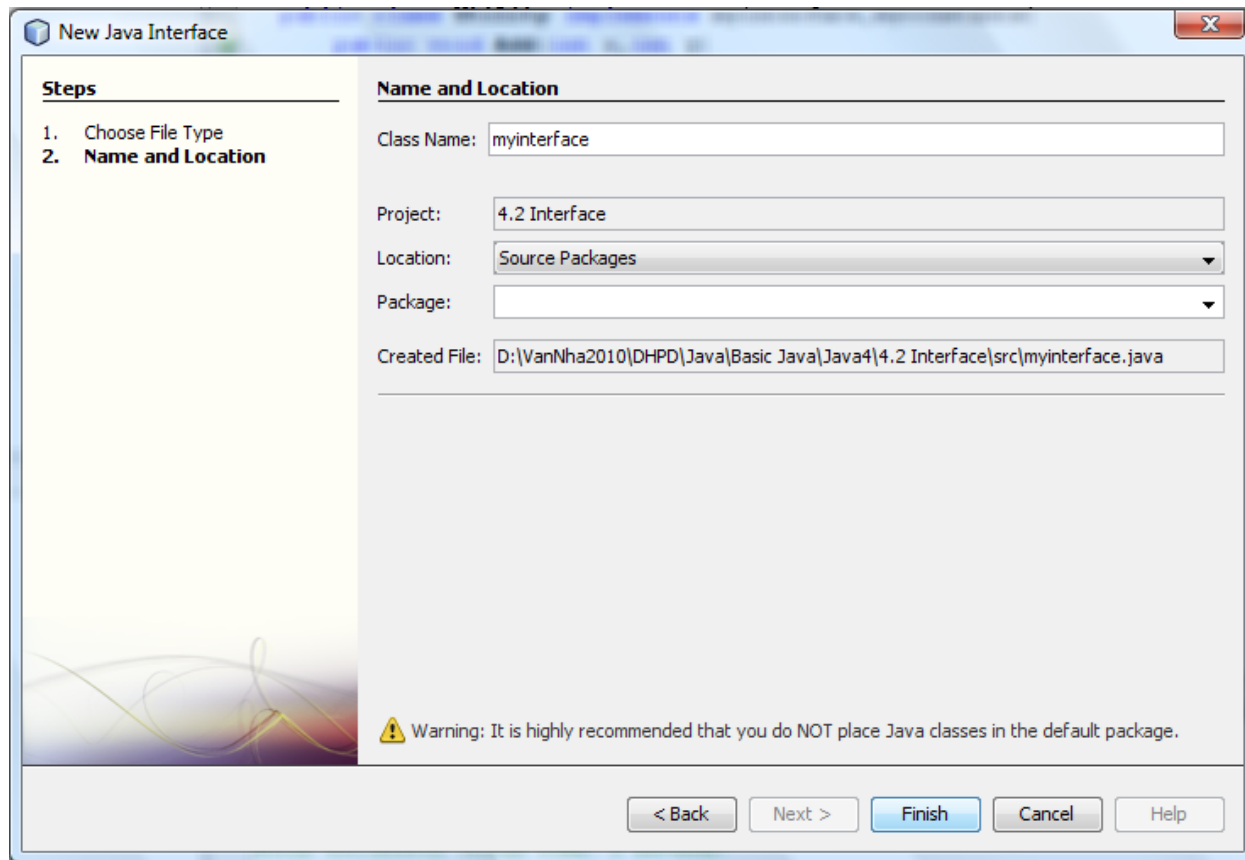 New Java Interface
Steps
1. Choose File Type
2. Name and Location
Name and Location
Class Name: myinterface
Project: 4.2 Interface
Location: Source Packages
Package:
Created File: D:\VanNha2010\DHPD\Java\Basic Java\Java4\4.2 Interface\src\myinterface.java
Warning: It is highly recommended that you do NOT place Java classes in the default package.
< Back Next > Finish Cancel Help